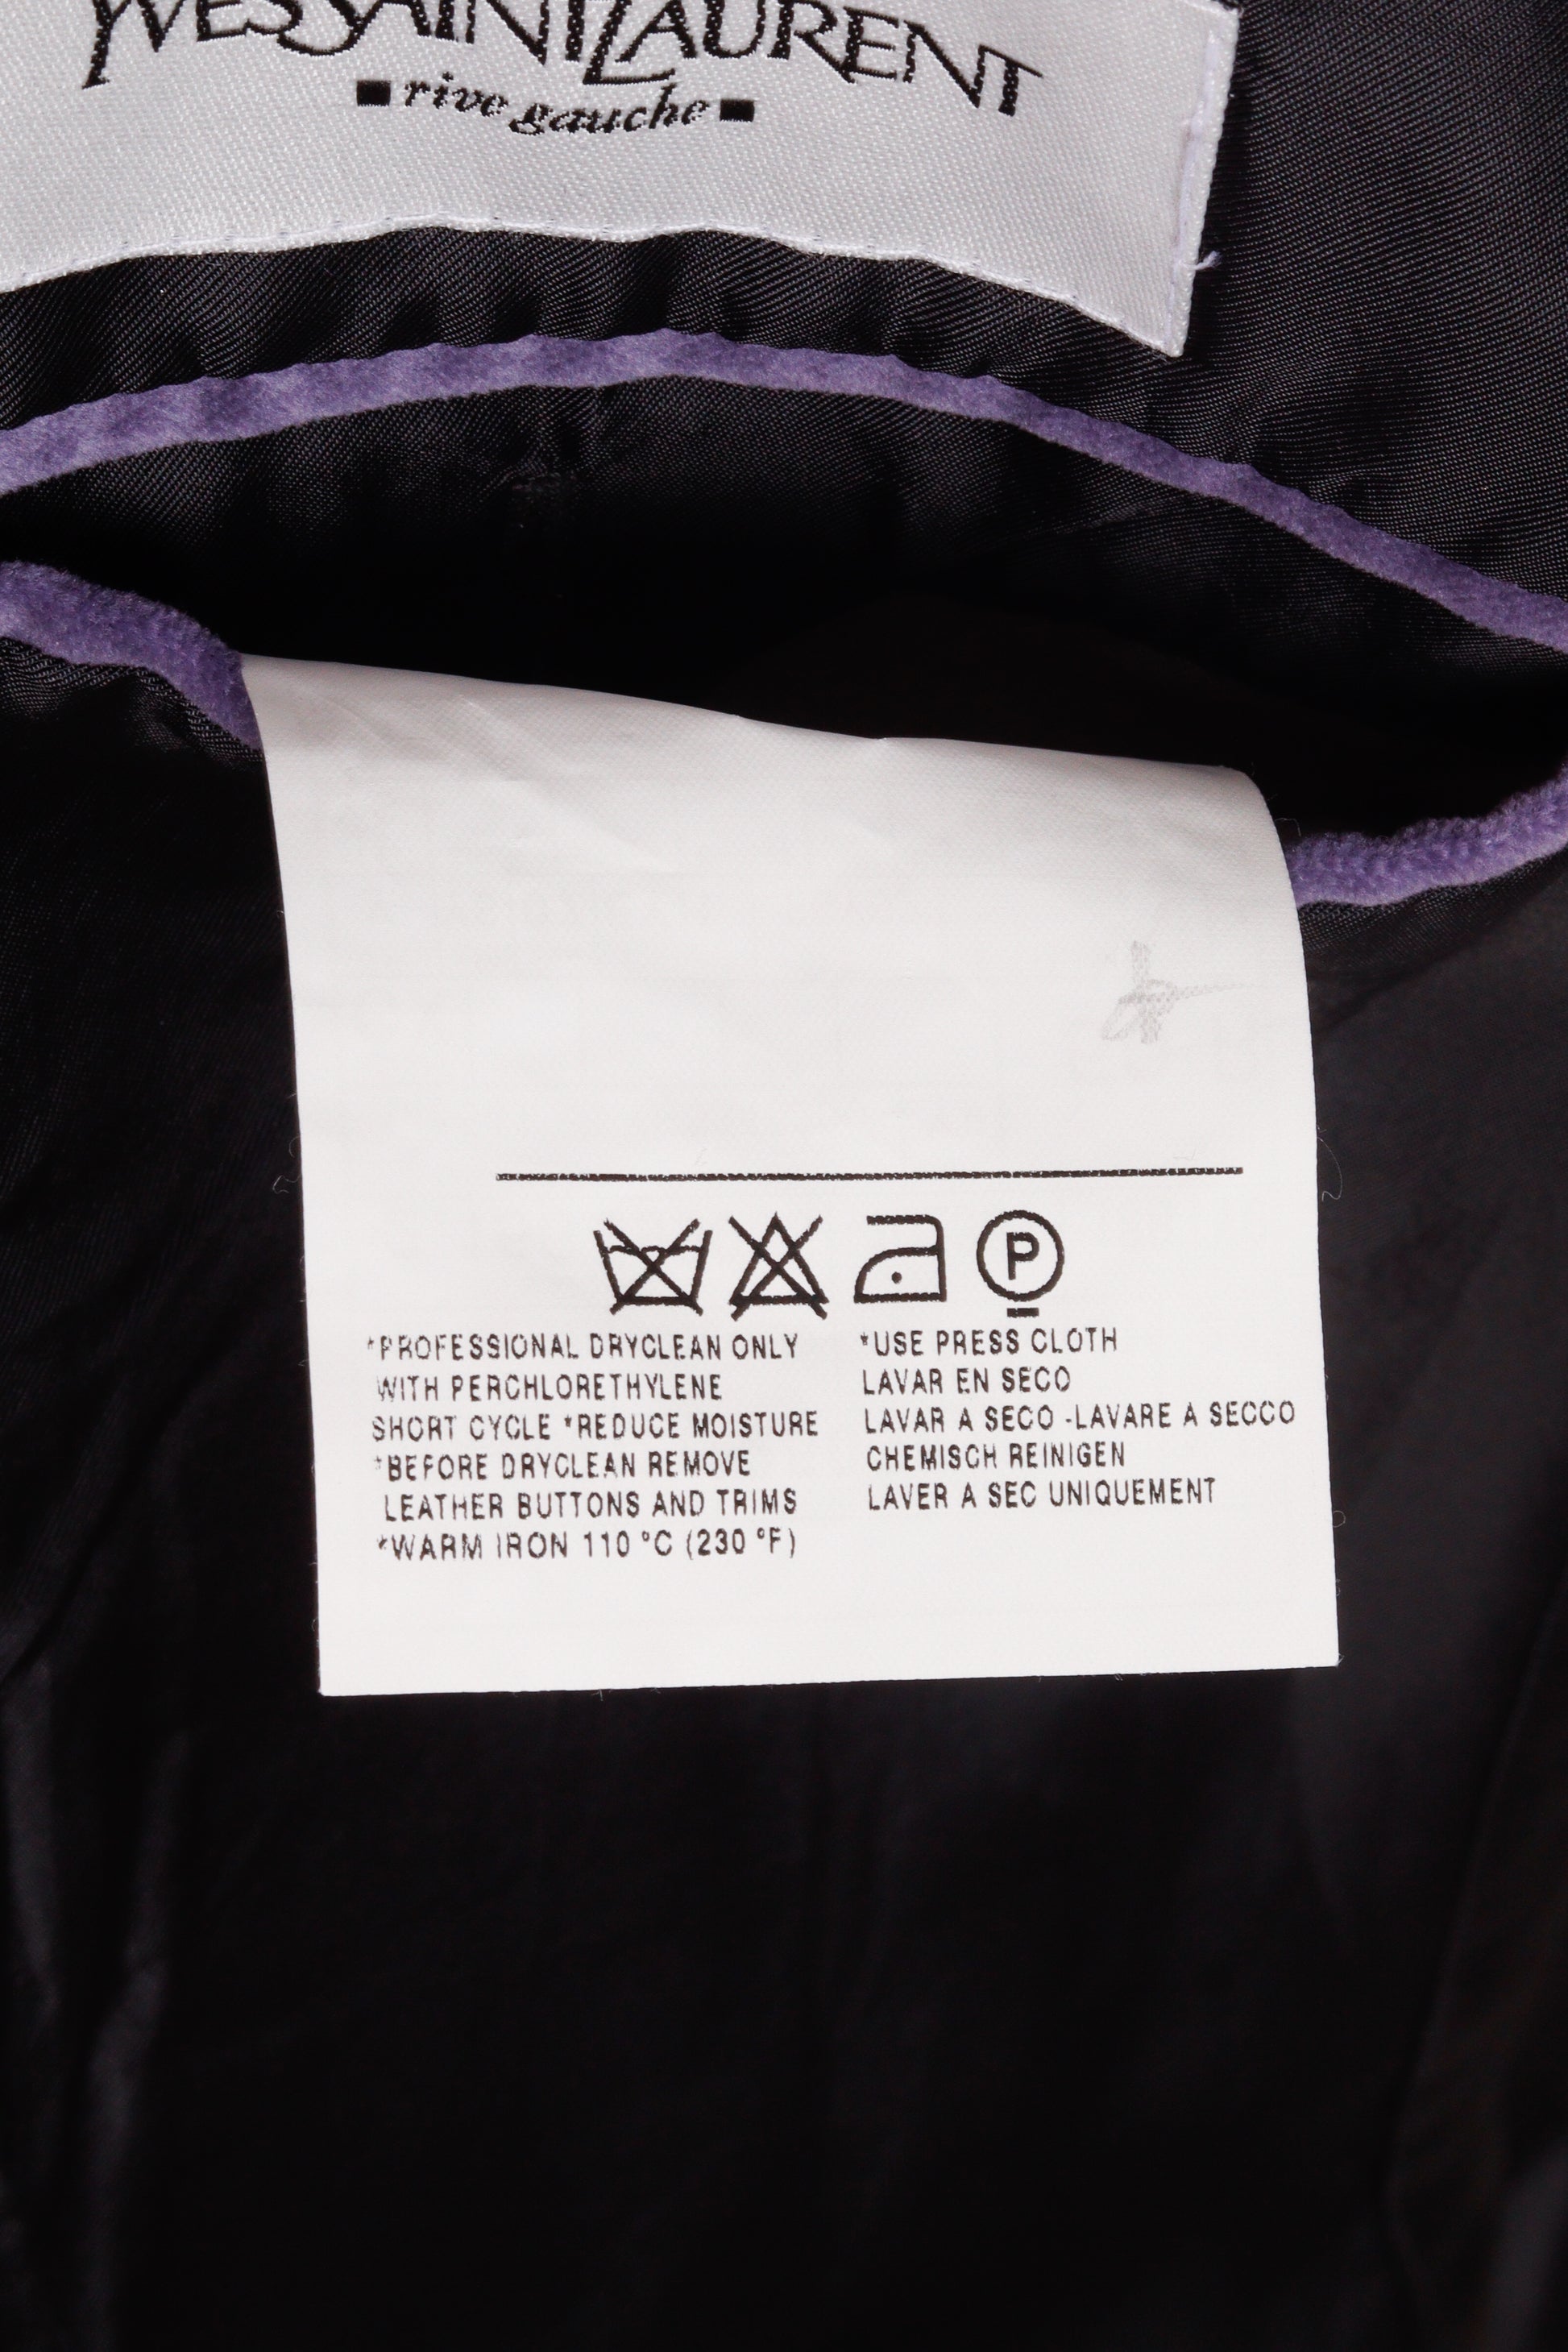 YVES SAINT LAURENT
rive gauche
P
*PROFESSIONAL DRYCLEAN ONLY
WITH PERCHLORETHYLENE
SHORT CYCLE *REDUCE MOISTURE
*BEFORE DRYCLEAN REMOVE
LEATHER BUTTONS AND TRIMS
*WARM IRON 110 °C (230 °F)
*USE PRESS CLOTH
LAVAR EN SECO
LAVAR A SECO -LAVARE A SECCO
CHEMISCH REINIGEN
LAVER A SEC UNIQUEMENT